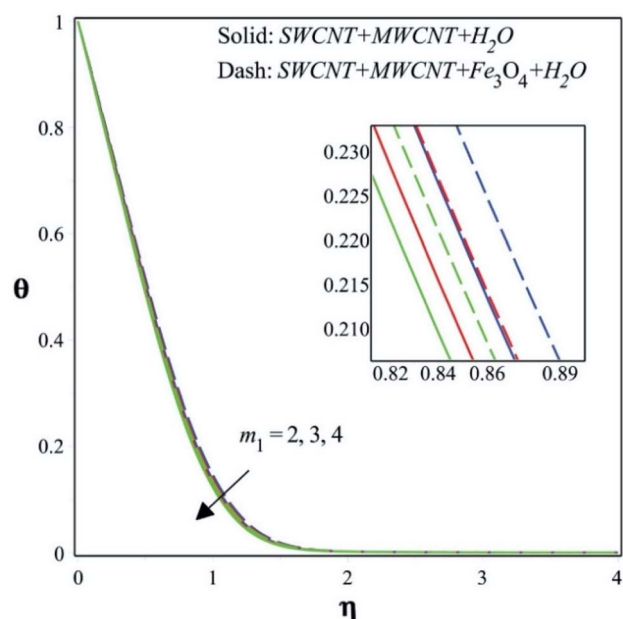 1
Solid: SWCNT+MWCNT+H₂O
Dash: SWCNT+MWCNT+Fe₃O₄+H₂O
0.8
0.230
0.225
0.6
0.220
θ
0.215
0.4
0.210
0.82 0.84 0.86 0.89
m₁ = 2, 3, 4
0.2
0
0 1 2 3 4
η